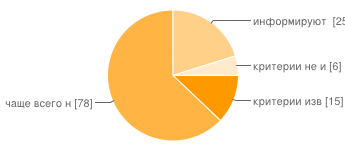 информируют [25
критерии не и [6]
критерии изв [15]
чаще всего н [78]